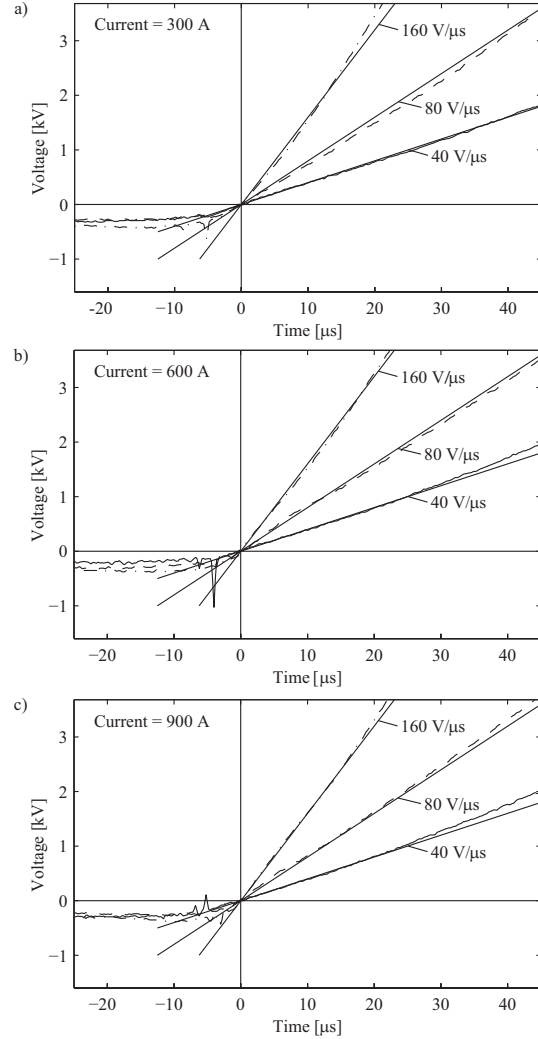 a)
Current = 300 A
160 V/μs
80 V/μs
40 V/μs
Voltage [kV]
3
2
1
0
−1
-20 −10 0 10 20 30 40
Time [μs]
b)
Current = 600 A
160 V/μs
80 V/μs
40 V/μs
Voltage [kV]
3
2
1
0
−1
−20 −10 0 10 20 30 40
Time [μs]
c)
Current = 900 A
160 V/μs
80 V/μs
40 V/μs
Voltage [kV]
3
2
1
0
−1
−20 −10 0 10 20 30 40
Time [μs]